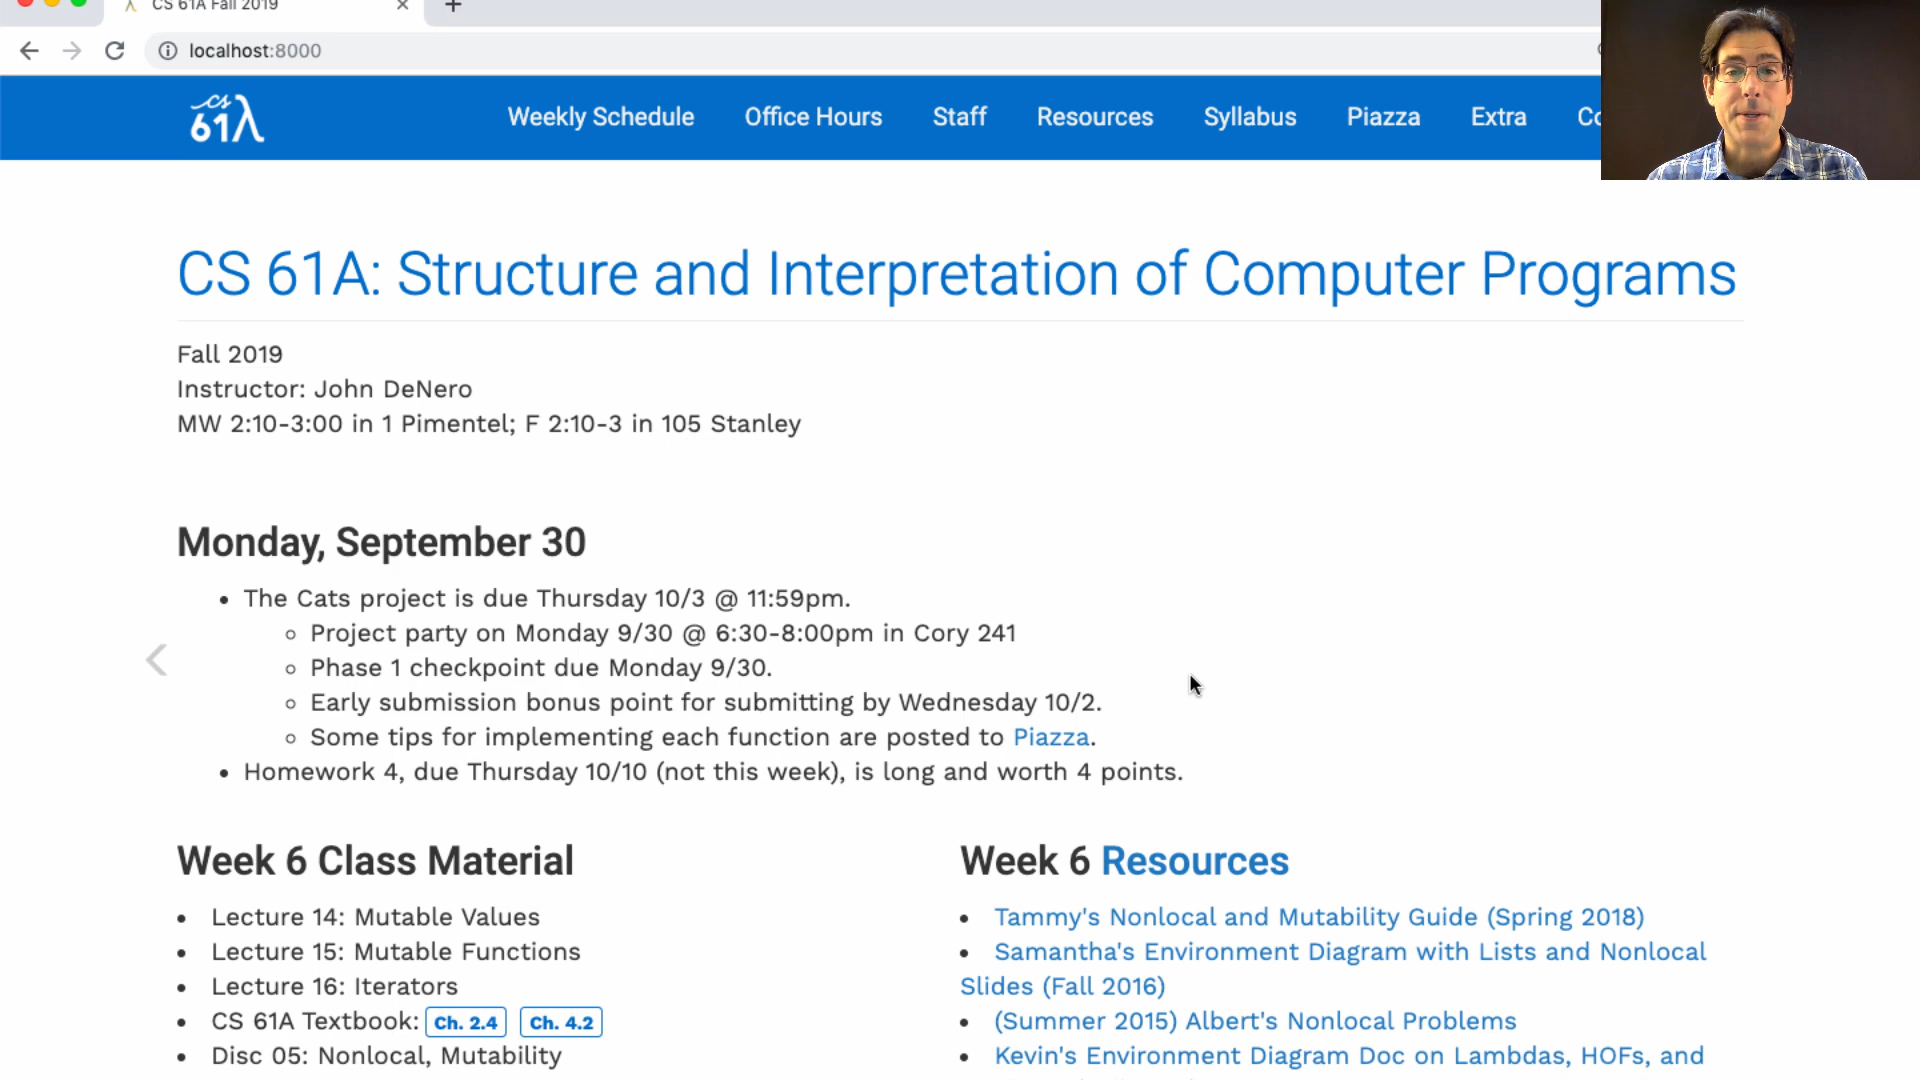 CS 61A Fall 2019
localhost:8000
cs
61λ
Weekly Schedule
Office Hours
Staff
Resources
Syllabus
Piazza
Extra
CS 61A: Structure and Interpretation of Computer Programs
Fall 2019
Instructor: John DeNero
MW 2:10-3:00 in 1 Pimentel; F 2:10-3 in 105 Stanley
Monday, September 30
The Cats project is due Thursday 10/3 @ 11:59pm.
Project party on Monday 9/30 @ 6:30-8:00pm in Cory 241
Phase 1 checkpoint due Monday 9/30.
Early submission bonus point for submitting by Wednesday 10/2.
Some tips for implementing each function are posted to Piazza.
Homework 4, due Thursday 10/10 (not this week), is long and worth 4 points.
Week 6 Class Material
Lecture 14: Mutable Values
Lecture 15: Mutable Functions
Lecture 16: Iterators
CS 61A Textbook: Ch. 2.4 Ch. 4.2
Disc 05: Nonlocal, Mutability
Week 6 Resources
Tammy's Nonlocal and Mutability Guide (Spring 2018)
Samantha's Environment Diagram with Lists and Nonlocal
Slides (Fall 2016)
(Summer 2015) Albert's Nonlocal Problems
Kevin's Environment Diagram Doc on Lambdas, HOFs, and